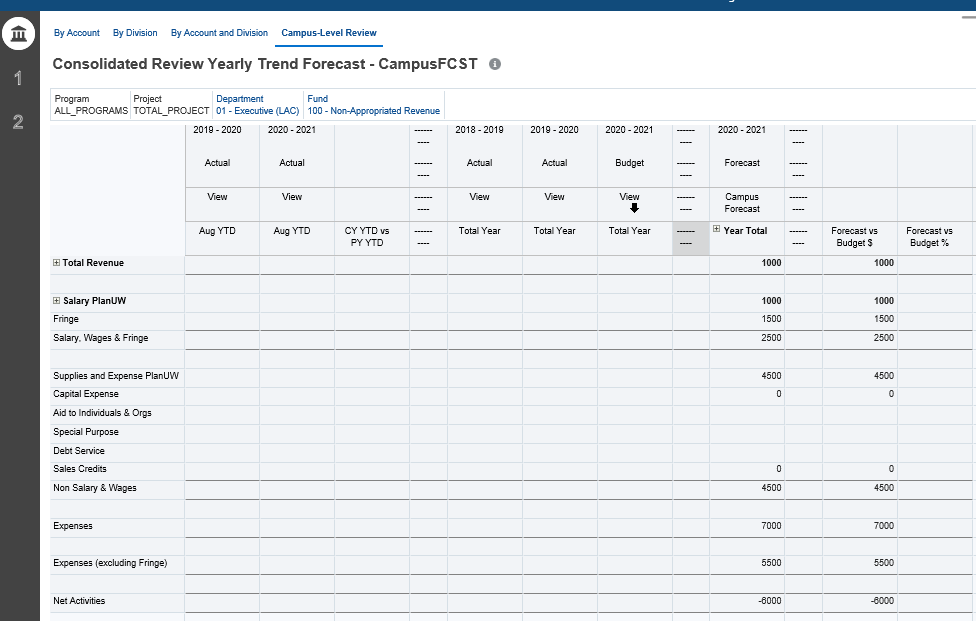 By Account By Division By Account and Division Campus-Level Review
1
2
Consolidated Review Yearly Trend Forecast - CampusFCST i
Program Project Department Fund
ALL_PROGRAMS TOTAL_PROJECT 01 - Executive (LAC) 100 - Non-Appropriated Revenue
2019 - 2020 2020 - 2021 ------ 2018 - 2019 2019 - 2020 2020 - 2021 ------ 2020 - 2021 ------
---- ---- ----
Actual Actual ------ Actual Actual Budget ------ Forecast ------
---- ---- ----
View View ------ View View View ------ Campus ------
---- ---- Forecast ----
Aug YTD Aug YTD CY YTD vs ------ Total Year Total Year Total Year ------ Year Total ------ Forecast vs Forecast vs
PY YTD ---- ---- ---- Budget $ Budget %
Total Revenue 1000 1000
Salary PlanUW 1000 1000
Fringe 1500 1500
Salary, Wages & Fringe 2500 2500
Supplies and Expense PlanUW 4500 4500
Capital Expense 0 0
Aid to Individuals & Orgs
Special Purpose
Debt Service
Sales Credits 0 0
Non Salary & Wages 4500 4500
Expenses 7000 7000
Expenses (excluding Fringe) 5500 5500
Net Activities -6000 -6000